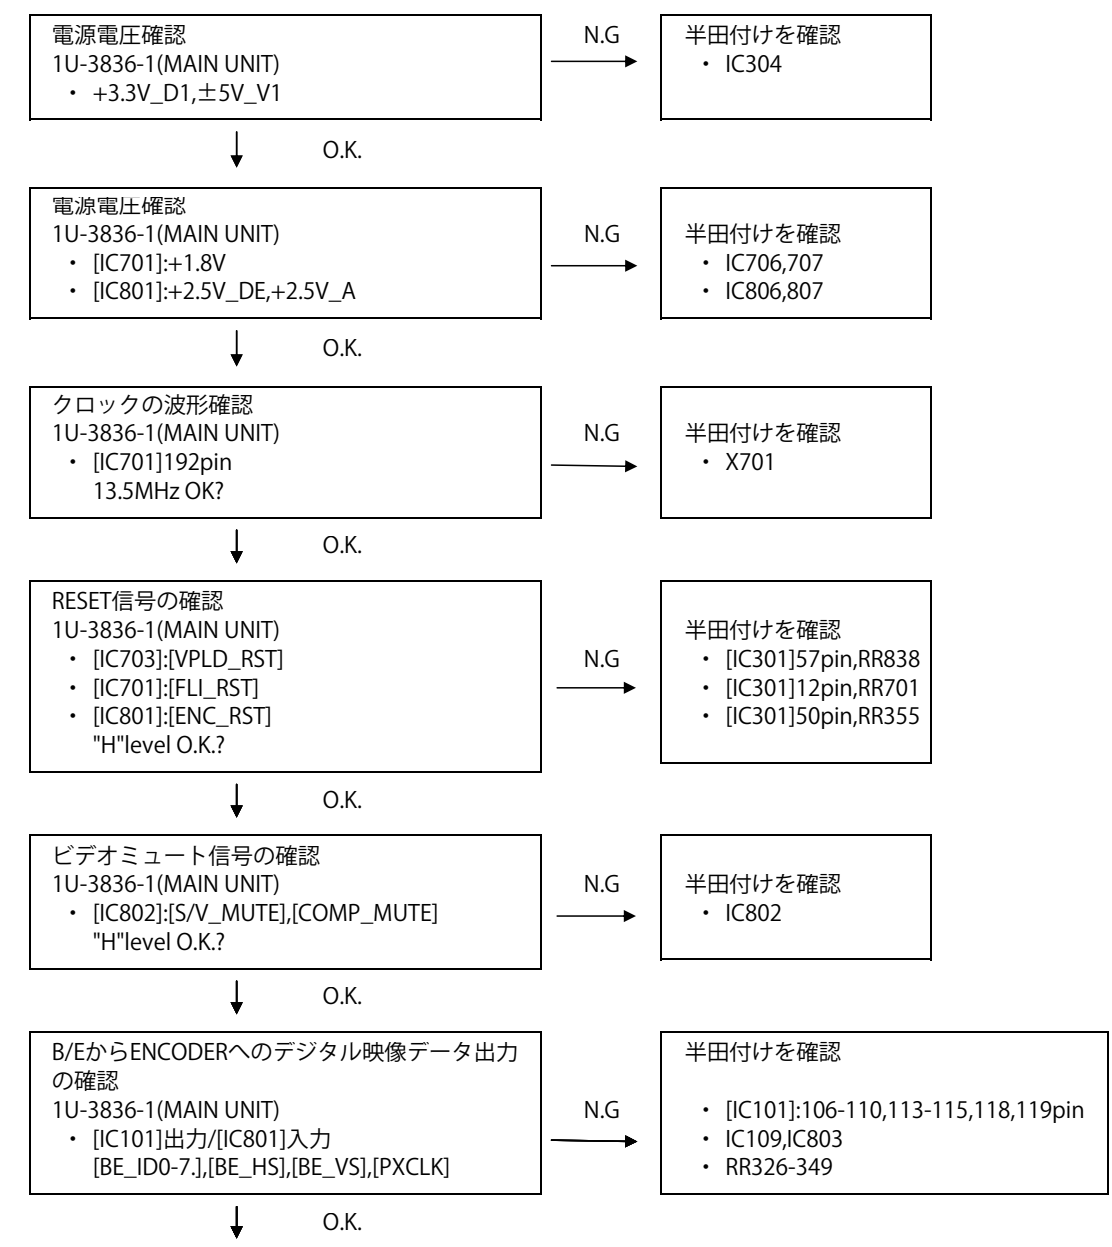 電源電圧確認
1U-3836-1(MAIN UNIT)
・ +3.3V_D1,±5V_V1
N.G
半田付けを確認
・ IC304
O.K.
電源電圧確認
1U-3836-1(MAIN UNIT)
・ [IC701]:+1.8V
・ [IC801]:+2.5V_DE,+2.5V_A
N.G
半田付けを確認
・ IC706,707
・ IC806,807
O.K.
クロックの波形確認
1U-3836-1(MAIN UNIT)
・ [IC701]192pin
13.5MHz OK?
N.G
半田付けを確認
・ X701
O.K.
RESET信号の確認
1U-3836-1(MAIN UNIT)
・ [IC703]:[VPLD_RST]
・ [IC701]:[FLI_RST]
・ [IC801]:[ENC_RST]
"H"level O.K.?
N.G
半田付けを確認
・ [IC301]57pin,RR838
・ [IC301]12pin,RR701
・ [IC301]50pin,RR355
O.K.
ビデオミュート信号の確認
1U-3836-1(MAIN UNIT)
・ [IC802]:[S/V_MUTE],[COMP_MUTE]
"H"level O.K.?
N.G
半田付けを確認
・ IC802
O.K.
B/EからENCODERへのデジタル映像データ出力
の確認
1U-3836-1(MAIN UNIT)
・ [IC101]出力/[IC801]入力
[BE_ID0-7.],[BE_HS],[BE_VS],[PXCLK]
N.G
半田付けを確認
・ [IC101]:106-110,113-115,118,119pin
・ IC109,IC803
・ RR326-349
O.K.